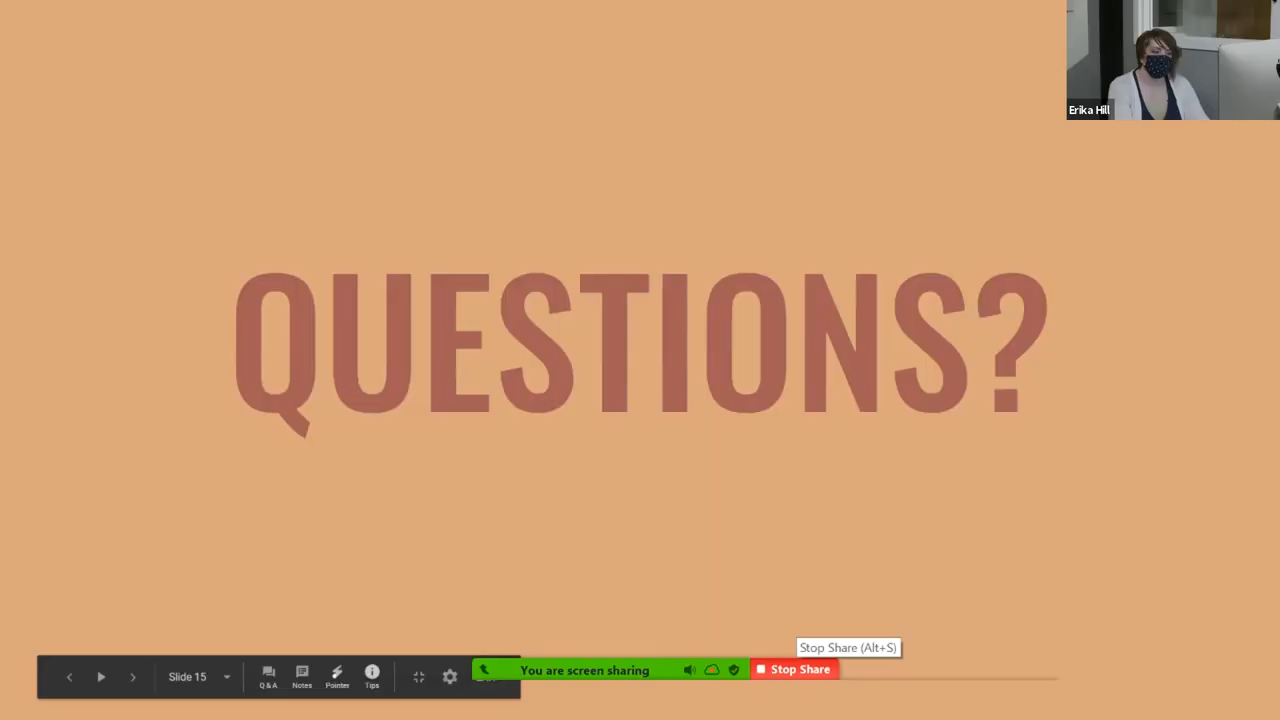 Erika Hill
QUESTIONS?
Stop Share (Alt+S)
You are screen sharing
Stop Share
Slide 15
Q & A
Notes
Pointer
Tips